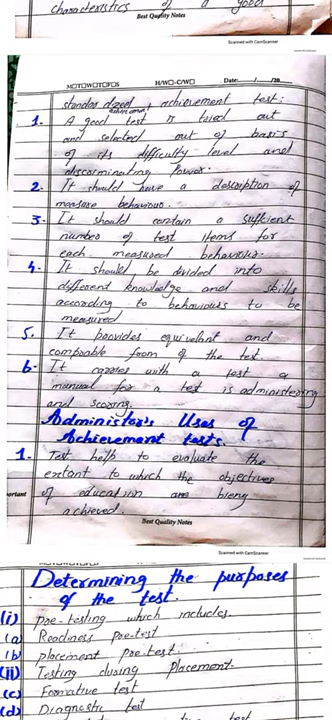 characteristics of a good
Best Quality Notes
Scanned with CamScanner
M□T□W□T□F□S H/W□-C/W□ Date: / /20
achievement test:
1. A good test is tried out
and selected out of basis
of its difficulty level and
discriminating Power.
2. It should have a description of
measure behaviour.
3. It should contain a sufficient
number of test items for
each measured behaviour.
4. It should be divided into
different knowledge and skills
according to behaviours to be
measured
5. It provides equivalent and
comparable from of the test
6. It carries with a test a
manual for a test is administering
and scoring.
Administor's Uses of
Achievement tests.
1. Test help to evaluate the
extant to which the objectives
of education are bieng
achieved.
Best Quality Notes
Scanned with CamScanner
Determining the purposes
of the test.
(i) pre-testing which includes.
(a) Readiness pre-test
(b) placement pre-test.
(ii) Testing during Placement.
(c) Formative test
(d) Diagnostic test